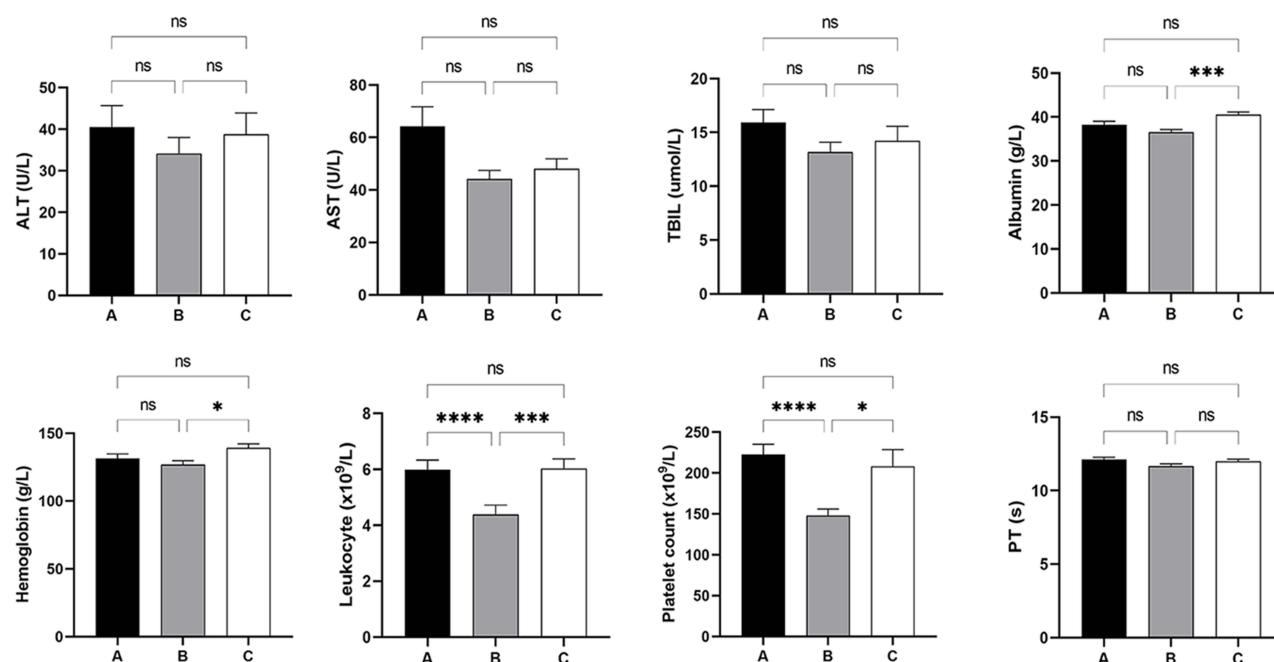 ns
ns
ns
ALT (U/L)
50
40
30
20
10
0
A
B
C
ns
ns
ns
AST (U/L)
80
60
40
20
0
A
B
C
ns
ns
ns
TBIL (umol/L)
20
15
10
5
0
A
B
C
ns
ns
***
Albumin (g/L)
50
40
30
20
10
0
A
B
C
ns
ns
*
Hemoglobin (g/L)
150
100
50
0
A
B
C
ns
****
***
Leukocyte (x10⁹/L)
8
6
4
2
0
A
B
C
ns
****
*
Platelet count (x10⁹/L)
250
200
150
100
50
0
A
B
C
ns
ns
ns
PT (s)
15
10
5
0
A
B
C